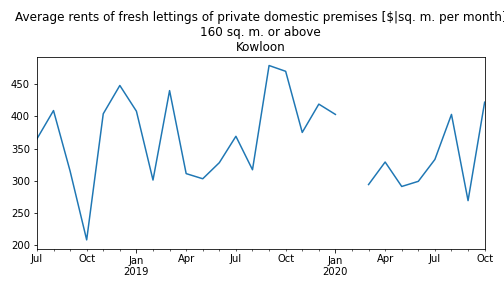 Average rents of fresh lettings of private domestic premises [$|sq. m. per month]
160 sq. m. or above
Kowloon
450
400
350
300
250
200
Jul
Oct
Jan
2019
Apr
Jul
Oct
Jan
2020
Apr
Jul
Oct